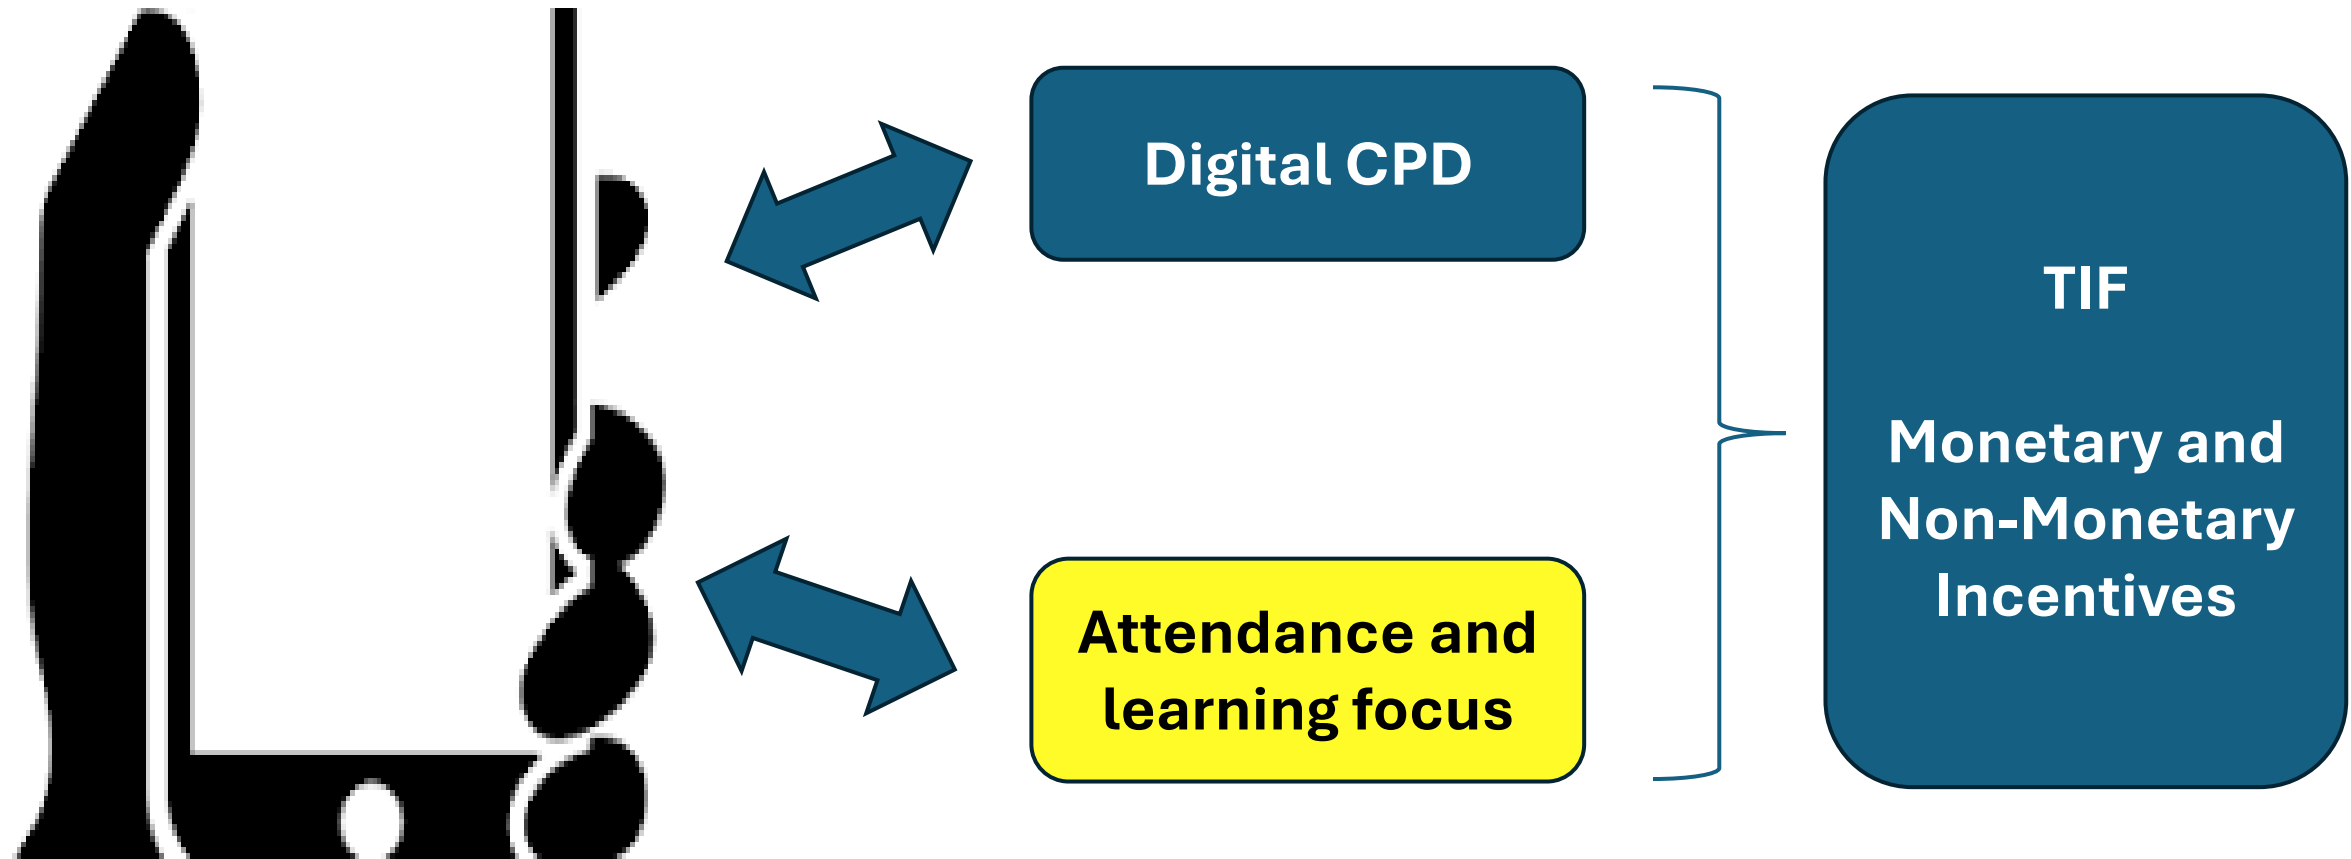 Digital CPD
Attendance and
learning focus
TIF
Monetary and
Non-Monetary
Incentives